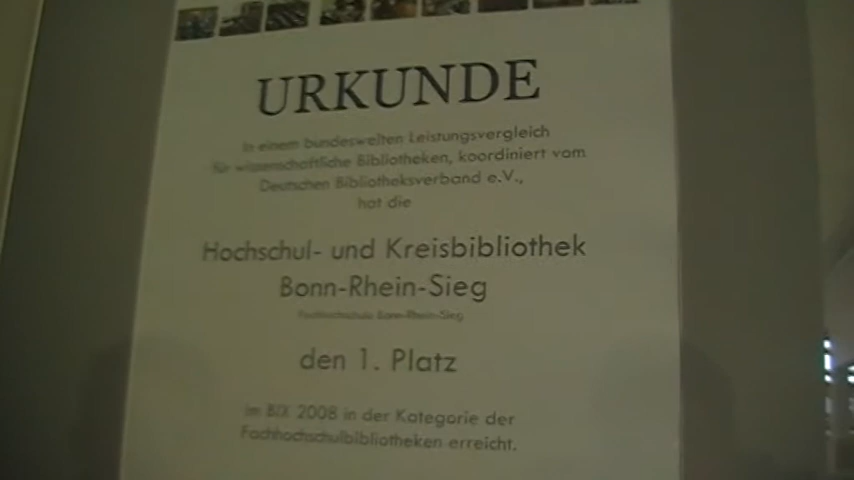 URKUNDE
In einem bundesweiten Leistungsvergleich
für wissenschaftliche Bibliotheken, koordiniert vom
Deutschen Bibliotheksverband e.V.,
hat die
Hochschul- und Kreisbibliothek
Bonn-Rhein-Sieg
Fachhochschule Bonn-Rhein-Sieg
den 1. Platz
im BIX 2008 in der Kategorie der
Fachhochschulbibliotheken erreicht.